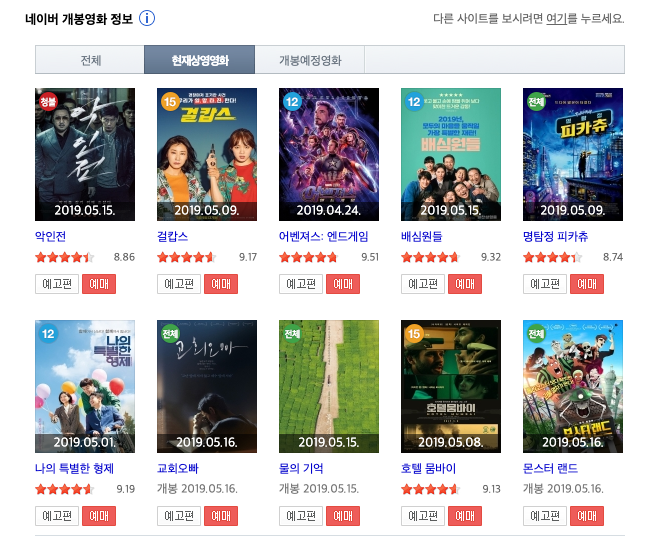 네이버 개봉영화 정보 ⓘ
다른 사이트를 보시려면 여기를 누르세요.
전체 현재상영영화 개봉예정영화
청불
악인전
2019.05.15.
15
걸캅스
2019.05.09.
12
2019.04.24.
12
2019년,
배심원들
2019.05.15.
전체
명탐정
피카츄
2019.05.09.
악인전 걸캅스 어벤져스: 엔드게임 배심원들 명탐정 피카츄
8.86 9.17 9.51 9.32 8.74
예고편 예매 예고편 예매 예고편 예매 예고편 예매 예고편 예매
12
나의
특별한
형제
2019.05.01.
전체
교회오빠
2019.05.16.
전체
2019.05.15.
15
호텔뭄바이
2019.05.08.
전체
몬스터랜드
2019.05.16.
나의 특별한 형제 교회오빠 물의 기억 호텔 뭄바이 몬스터 랜드
9.19 개봉 2019.05.16. 개봉 2019.05.15. 9.13 개봉 2019.05.16.
예고편 예매 예고편 예매 예고편 예매 예고편 예매 예고편 예매